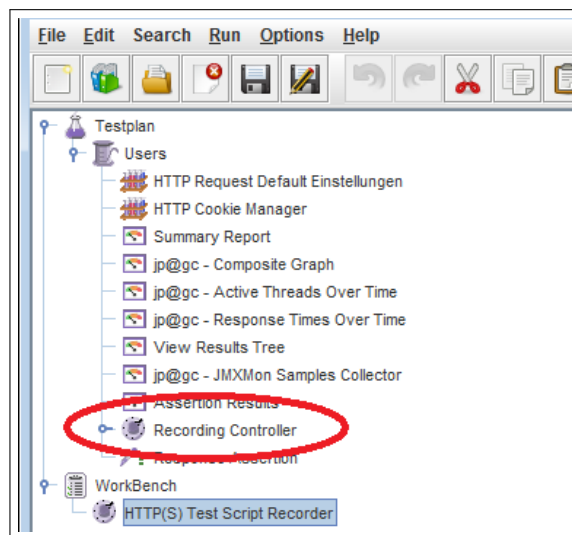 File Edit Search Run Options Help
Testplan
Users
HTTP Request Default Einstellungen
HTTP Cookie Manager
Summary Report
jp@gc - Composite Graph
jp@gc - Active Threads Over Time
jp@gc - Response Times Over Time
View Results Tree
jp@gc - JMXMon Samples Collector
Assertion Results
Recording Controller
Response Assertion
WorkBench
HTTP(S) Test Script Recorder